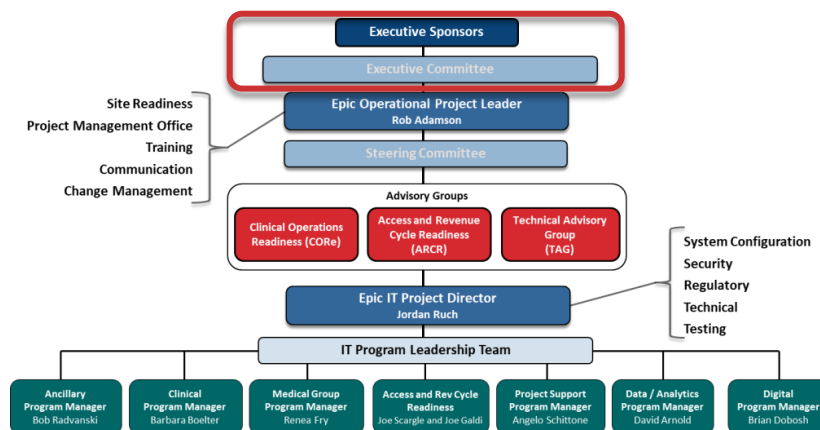 Executive Sponsors
Executive Committee
Epic Operational Project Leader
Rob Adamson
Steering Committee
Site Readiness
Project Management Office
Training
Communication
Change Management
Advisory Groups
Clinical Operations
Readiness (CORe)
Access and Revenue
Cycle Readiness
(ARCR)
Technical Advisory
Group
(TAG)
Epic IT Project Director
Jordan Ruch
System Configuration
Security
Regulatory
Technical
Testing
IT Program Leadership Team
Ancillary
Program Manager
Bob Radvanski
Clinical
Program Manager
Barbara Boelter
Medical Group
Program Manager
Renea Fry
Access and Rev Cycle
Readiness
Joe Scargle and Joe Galdi
Project Support
Program Manager
Angelo Schittone
Data / Analytics
Program Manager
David Arnold
Digital
Program Manager
Brian Dobosh